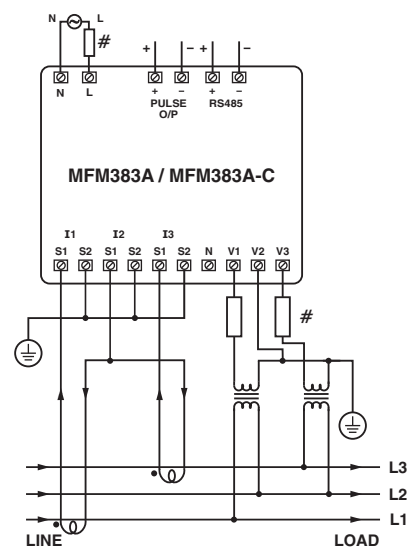 N L
#
+ − + −
N L + − + −
PULSE RS485
O/P
MFM383A / MFM383A-C
I1 I2 I3
S1 S2 S1 S2 S1 S2 N V1 V2 V3
#
L3
L2
L1
LINE LOAD